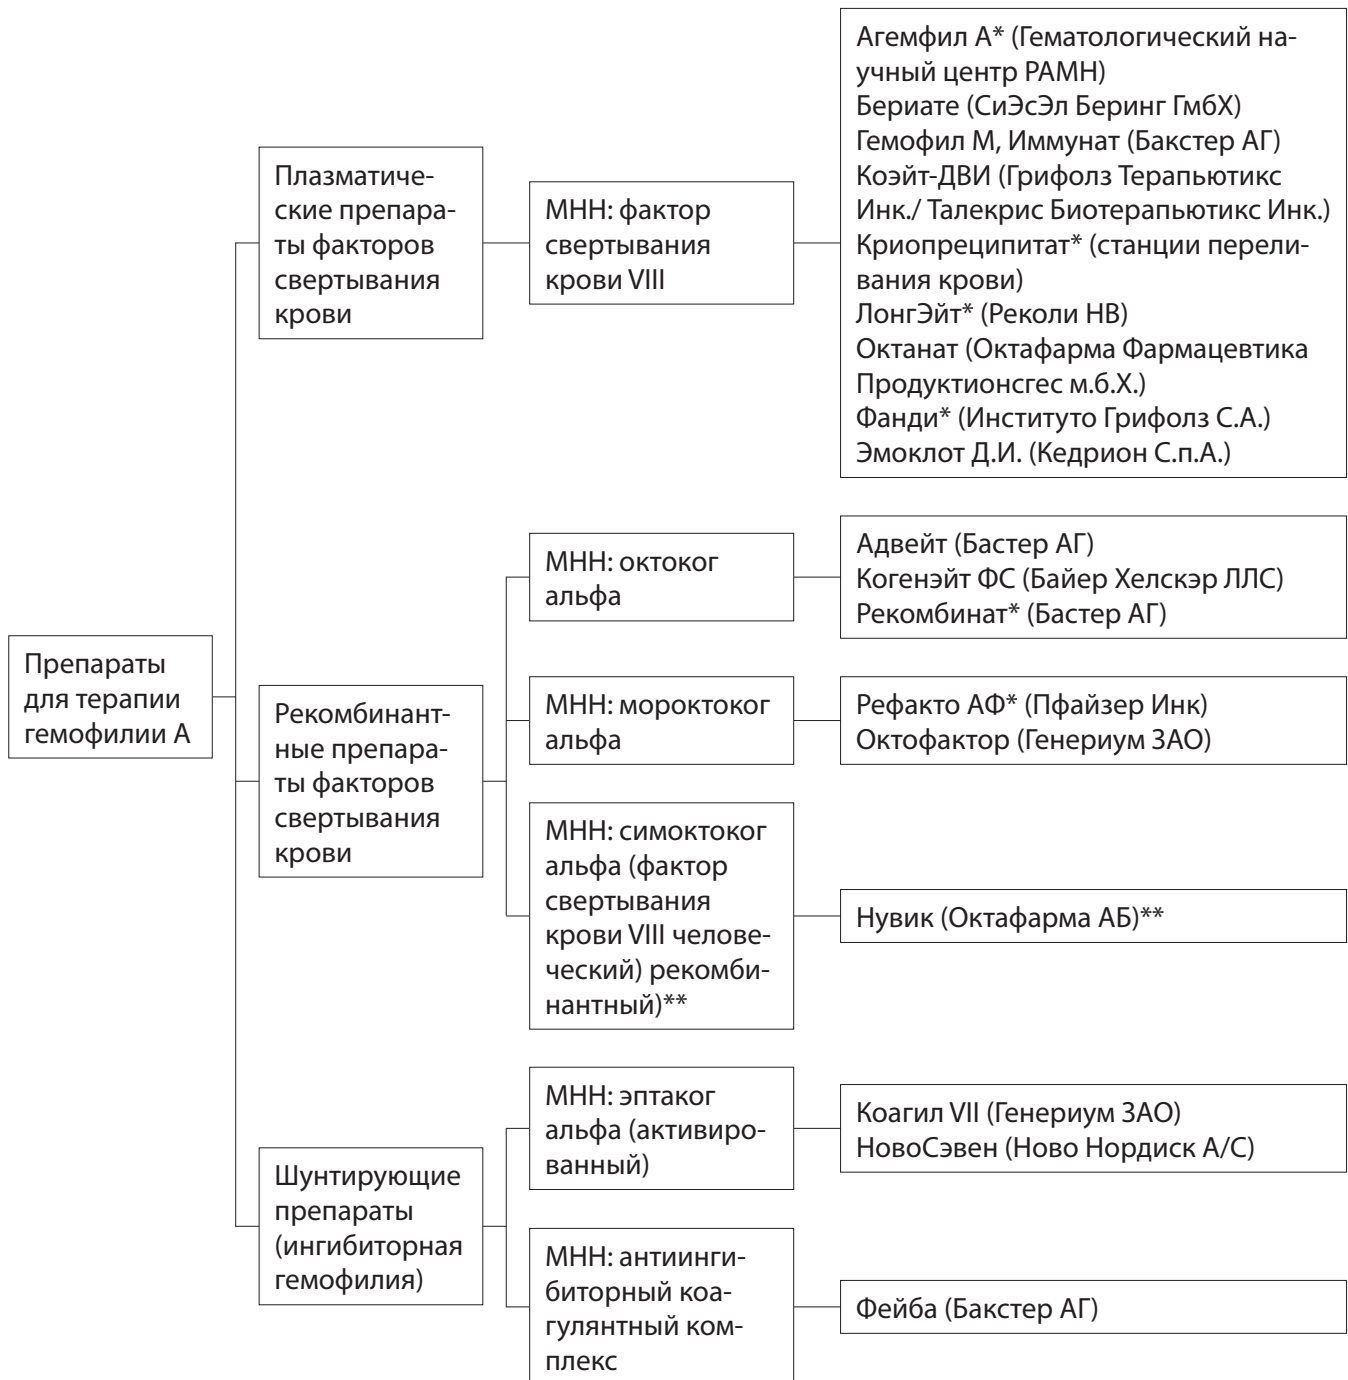 Препараты
для терапии
гемофилии А
Плазматиче-
ские препара-
ты факторов
свертывания
крови
МНН: фактор
свертывания
крови VIII
Агемфил А* (Гематологический на-
учный центр РАМН)
Бериате (СиЭсЭл Беринг ГмбХ)
Гемофил М, Иммунат (Бакстер АГ)
Коэйт-ДВИ (Грифолз Терапьютикс
Инк./ Талекрис Биотерапьютикс Инк.)
Криопреципитат* (станции перели-
вания крови)
ЛонгЭйт* (Реколи НВ)
Октанат (Октафарма Фармацевтика
Продуктионсгес м.б.Х.)
Фанди* (Институто Грифолз С.А.)
Эмоклот Д.И. (Кедрион С.п.А.)
Рекомбинант-
ные препара-
ты факторов
свертывания
крови
МНН: октоког
альфа
Адвейт (Бастер АГ)
Когенэйт ФС (Байер Хелскэр ЛЛС)
Рекомбинат* (Бастер АГ)
МНН: мороктоког
альфа
Рефакто АФ* (Пфайзер Инк)
Октофактор (Генериум ЗАО)
МНН: симоктоког
альфа (фактор
свертывания
крови VIII челове-
ческий) рекомби-
нантный)**
Нувик (Октафарма АБ)**
Шунтирующие
препараты
(ингибиторная
гемофилия)
МНН: эптаког
альфа (активиро-
ванный)
Коагил VII (Генериум ЗАО)
НовоСэвен (Ново Нордиск А/С)
МНН: антиинги-
биторный коа-
гулянтный ком-
плекс
Фейба (Бакстер АГ)